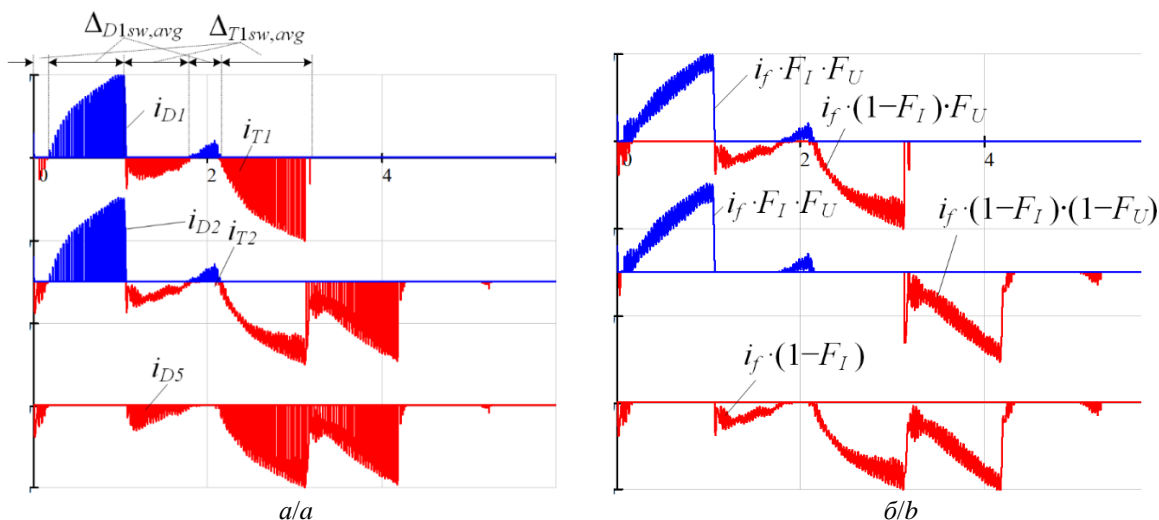 Δ_{D1sw,avg} Δ_{T1sw,avg}
i_{D1}
i_{T1}
0 2 4
i_{D2} i_{T2}
i_{D5}
a/a
i_f·F_I·F_U
i_f·(1−F_I)·F_U
0 2 4
i_f·F_I·F_U
i_f·(1−F_I)·(1−F_U)
i_f·(1−F_I)
б/b